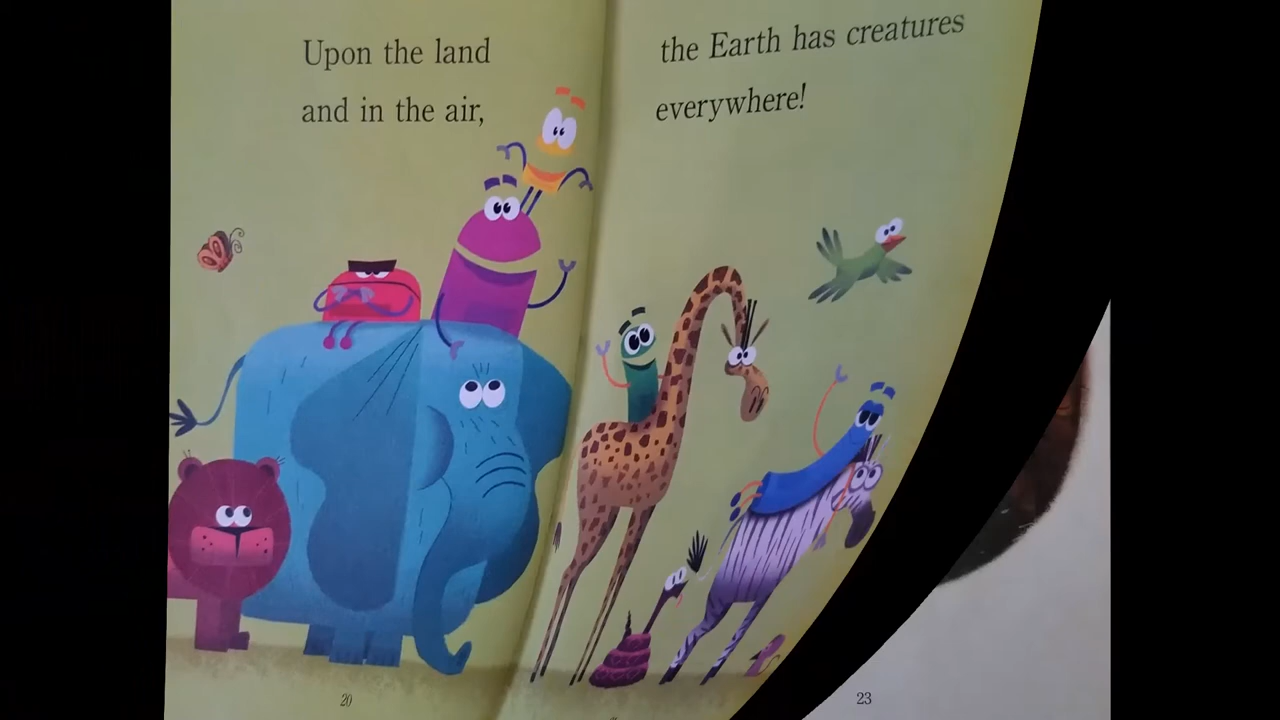 Upon the land
and in the air,
the Earth has creatures
everywhere!
20
23